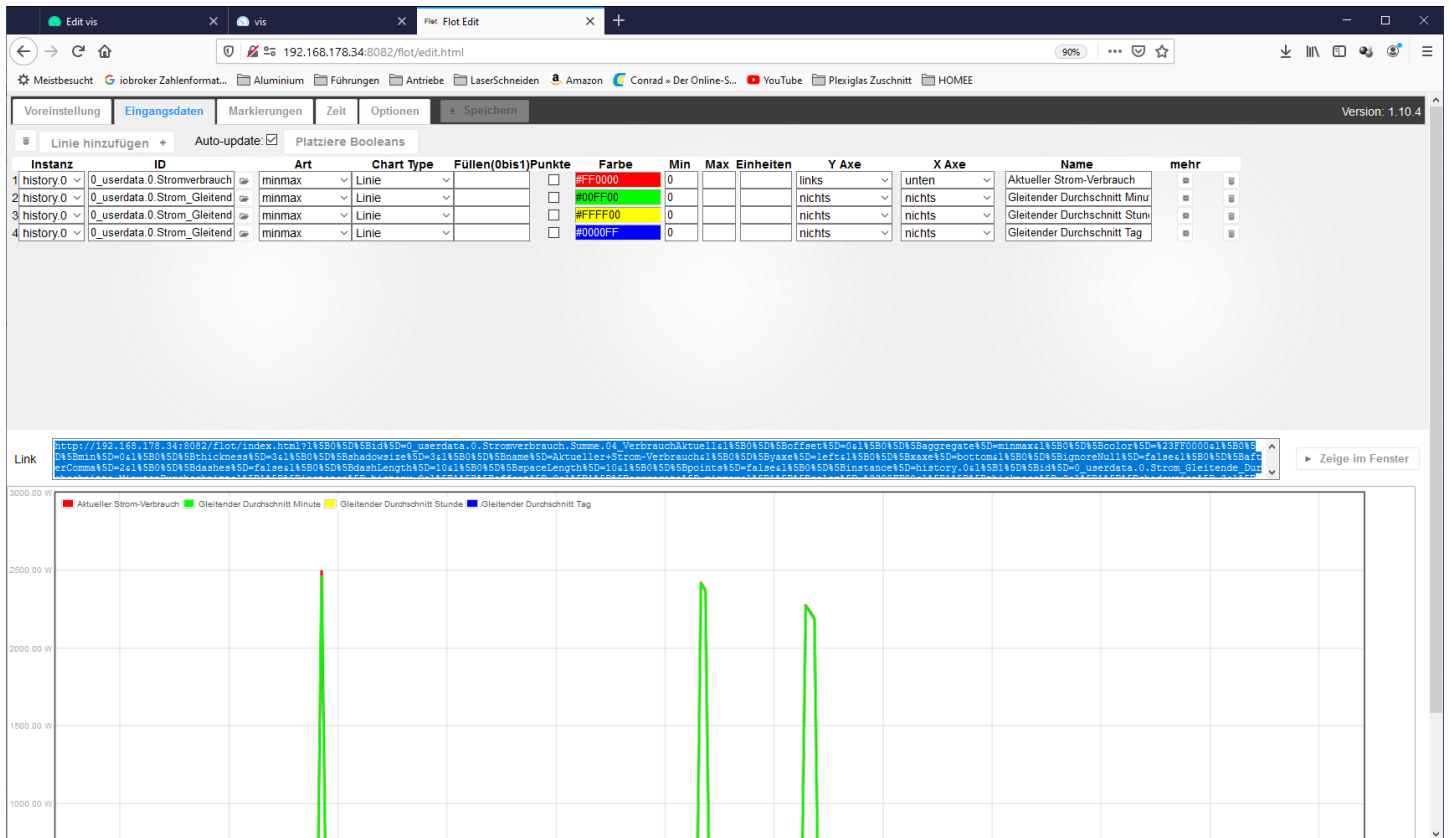 Edit vis
vis
Flot Flot Edit
192.168.178.34:8082/flot/edit.html
90%
Meistbesucht iobroker Zahlenformat... Aluminium Führungen Antriebe LaserSchneiden Amazon Conrad » Der Online-S... YouTube Plexiglas Zuschnitt HOMEE
Voreinstellung Eingangsdaten Markierungen Zeit Optionen Speichern Version: 1.10.4
Linie hinzufügen + Auto-update: Platziere Booleans
Instanz ID Art Chart Type Füllen(0bis1) Punkte Farbe Min Max Einheiten Y Axe X Axe Name mehr
1 history.0 0_userdata.0.Stromverbrauch minmax Linie #FF0000 0 links unten Aktueller Strom-Verbrauch
2 history.0 0_userdata.0.Strom_Gleitend minmax Linie #00FF00 0 nichts nichts Gleitender Durchschnitt Minut
3 history.0 0_userdata.0.Strom_Gleitend minmax Linie #FFFF00 0 nichts nichts Gleitender Durchschnitt Stun
4 history.0 0_userdata.0.Strom_Gleitend minmax Linie #0000FF 0 nichts nichts Gleitender Durchschnitt Tag
Link
http://192.168.178.34:8082/flot/index.html?l%5B0%5D%5Bid%5D=0_userdata.0.Stromverbrauch.Summe.04_VerbrauchAktuell&l%5B0%5D%5Boffset%5D=0&l%5B0%5D%5Baggregate%5D=minmax&l%5B0%5D%5Bcolor%5D=%23FF0000&l%5B0%5
D%5Bmin%5D=0&l%5B0%5D%5Bthickness%5D=3&l%5B0%5D%5Bshadowsize%5D=3&l%5B0%5D%5Bname%5D=Aktueller+Strom-Verbrauch&l%5B0%5D%5Byaxe%5D=left&l%5B0%5D%5Bxaxe%5D=bottom&l%5B0%5D%5BignoreNull%5D=false&l%5B0%5D%5Baft
erComma%5D=2&l%5B0%5D%5Bdashes%5D=false&l%5B0%5D%5BdashLength%5D=10&l%5B0%5D%5BspaceLength%5D=10&l%5B0%5D%5Bpoints%5D=false&l%5B0%5D%5Binstance%5D=history.0&l%5B1%5D%5Bid%5D=0_userdata.0.Strom_Gleitende_Dur
Zeige im Fenster
3000.00 W
Aktueller Strom-Verbrauch Gleitender Durchschnitt Minute Gleitender Durchschnitt Stunde Gleitender Durchschnitt Tag
2500.00 W
2000.00 W
1500.00 W
1000.00 W